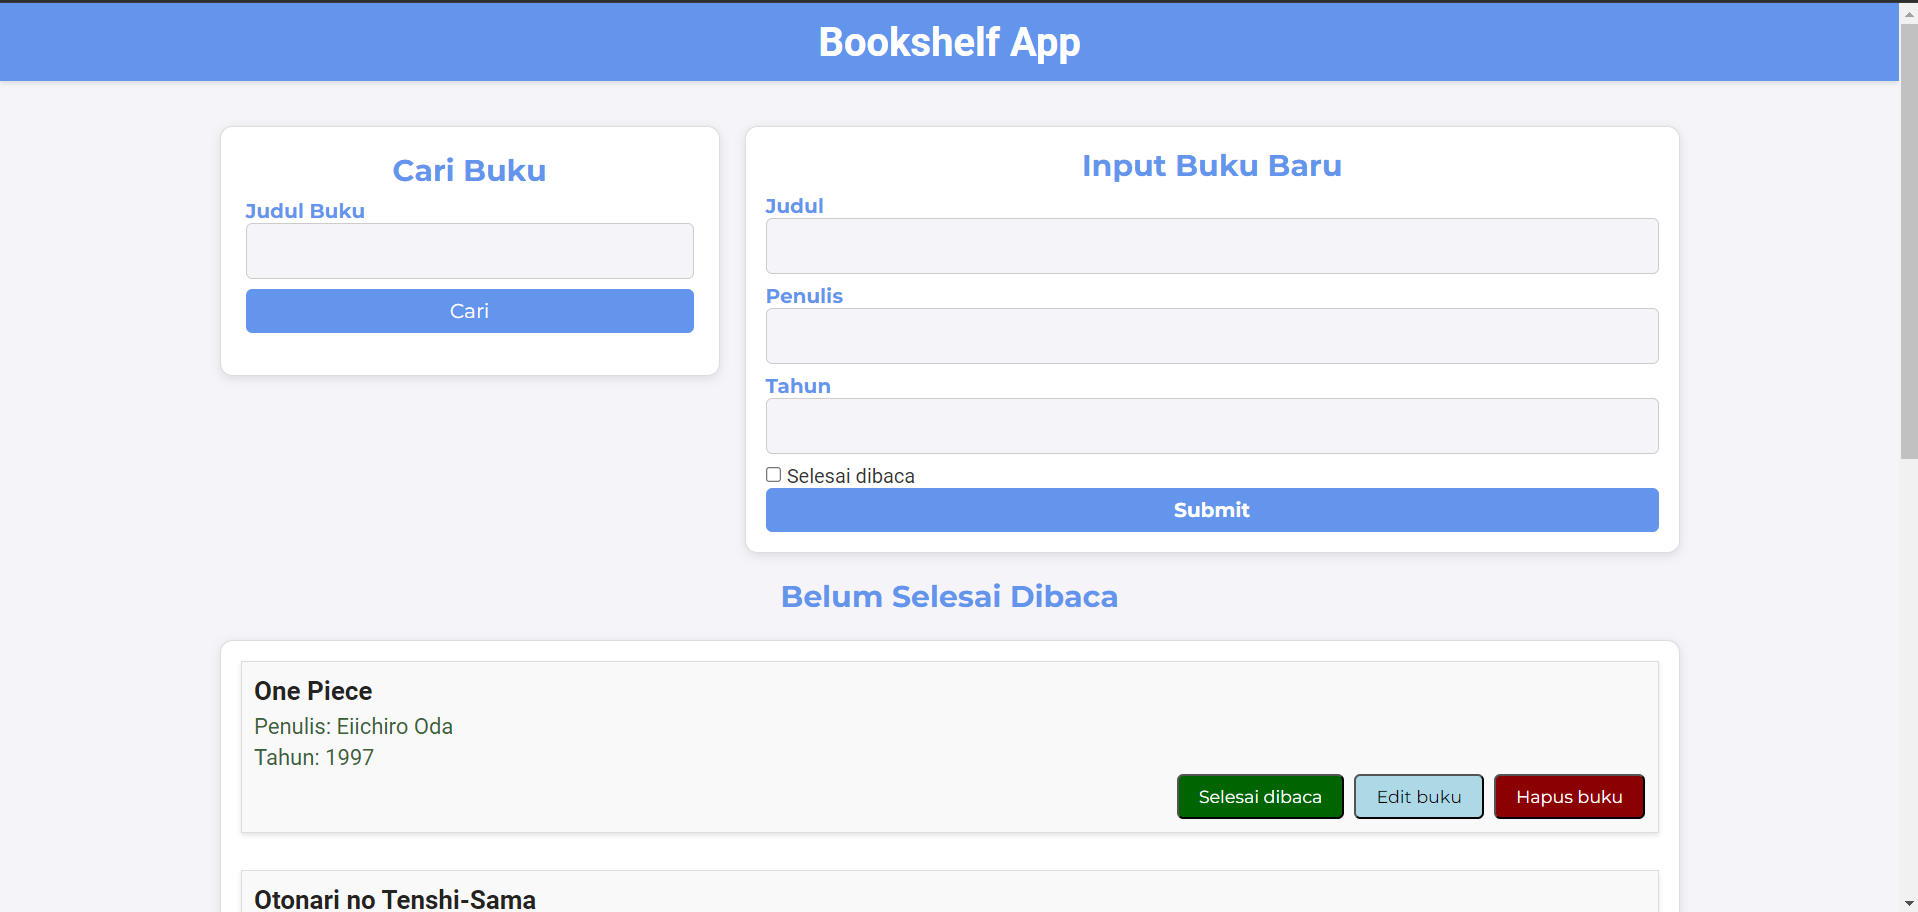 Bookshelf App
Cari Buku
Judul Buku
Cari
Input Buku Baru
Judul
Penulis
Tahun
Selesai dibaca
Submit
Belum Selesai Dibaca
One Piece
Penulis: Eiichiro Oda
Tahun: 1997
Selesai dibaca
Edit buku
Hapus buku
Otonari no Tenshi-Sama